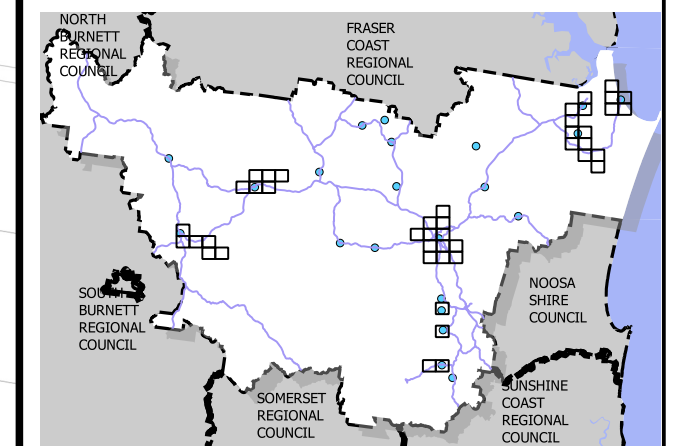 NORTH
BURNETT
REGIONAL
COUNCIL
FRASER
COAST
REGIONAL
COUNCIL
SOUTH
BURNETT
REGIONAL
COUNCIL
NOOSA
SHIRE
COUNCIL
SOMERSET
REGIONAL
COUNCIL
SUNSHINE
COAST
REGIONAL
COUNCIL